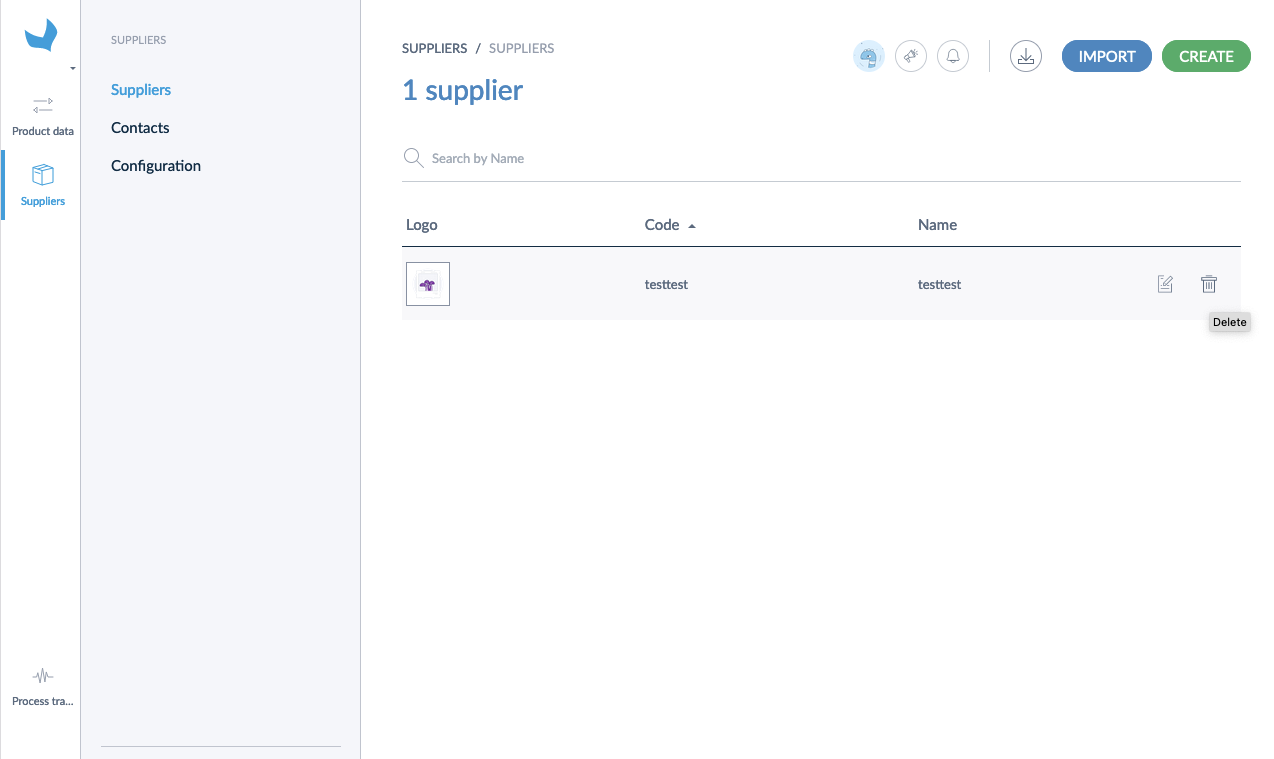 SUPPLIERS / SUPPLIERS
IMPORT
CREATE
1 supplier
Search by Name
Logo
Code
Name
testtest
testtest
Delete
SUPPLIERS
Suppliers
Contacts
Configuration
Product data
Suppliers
Process tra...